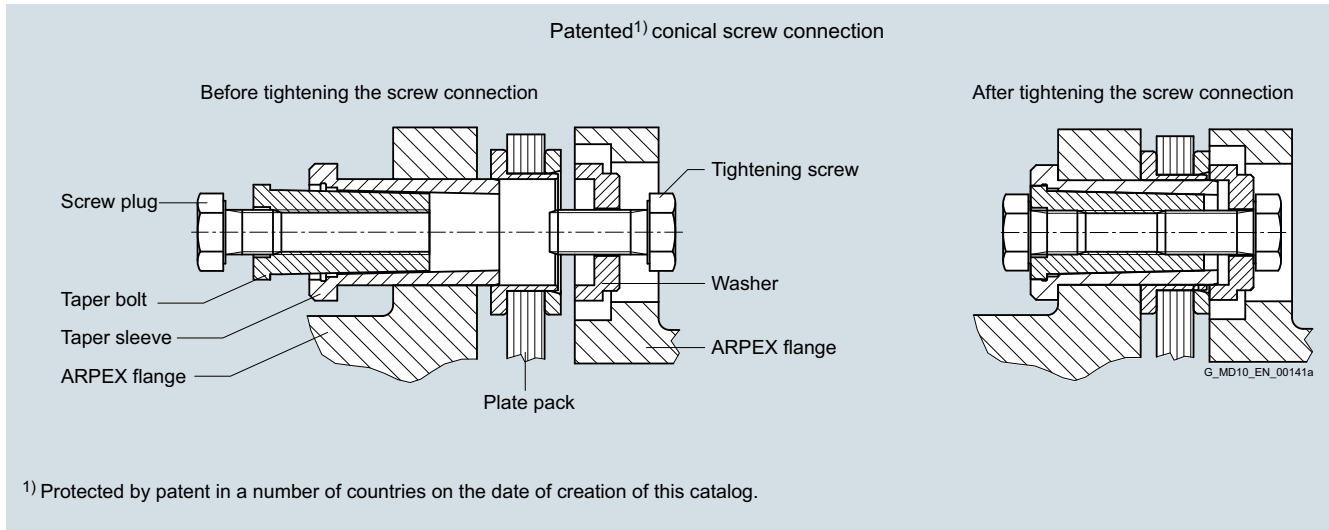 Patented1) conical screw connection
Before tightening the screw connection
After tightening the screw connection
Screw plug
Taper bolt
Taper sleeve
ARPEX flange
Plate pack
Tightening screw
Washer
ARPEX flange
G_MD10_EN_00141a
1) Protected by patent in a number of countries on the date of creation of this catalog.